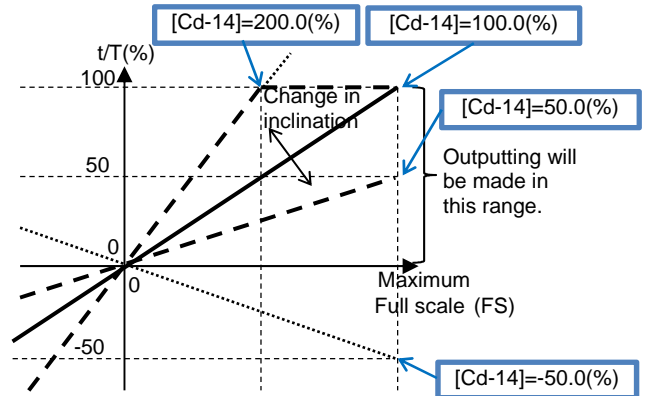 [Cd-14]=200.0(%)
[Cd-14]=100.0(%)
t/T(%)
100
Change in
inclination
[Cd-14]=50.0(%)
50
Outputting will
be made in
this range.
0
0
Maximum
Full scale (FS)
-50
[Cd-14]=-50.0(%)